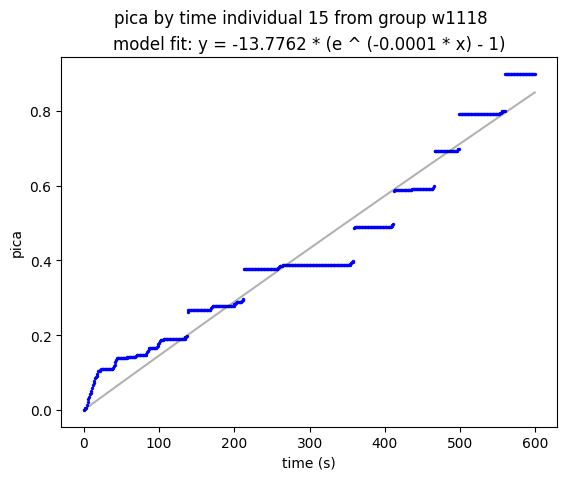 pica by time individual 15 from group w1118
model fit: y = -13.7762 * (e ^ (-0.0001 * x) - 1)
0.8
0.6
0.4
0.2
0.0
pica
0 100 200 300 400 500 600
time (s)